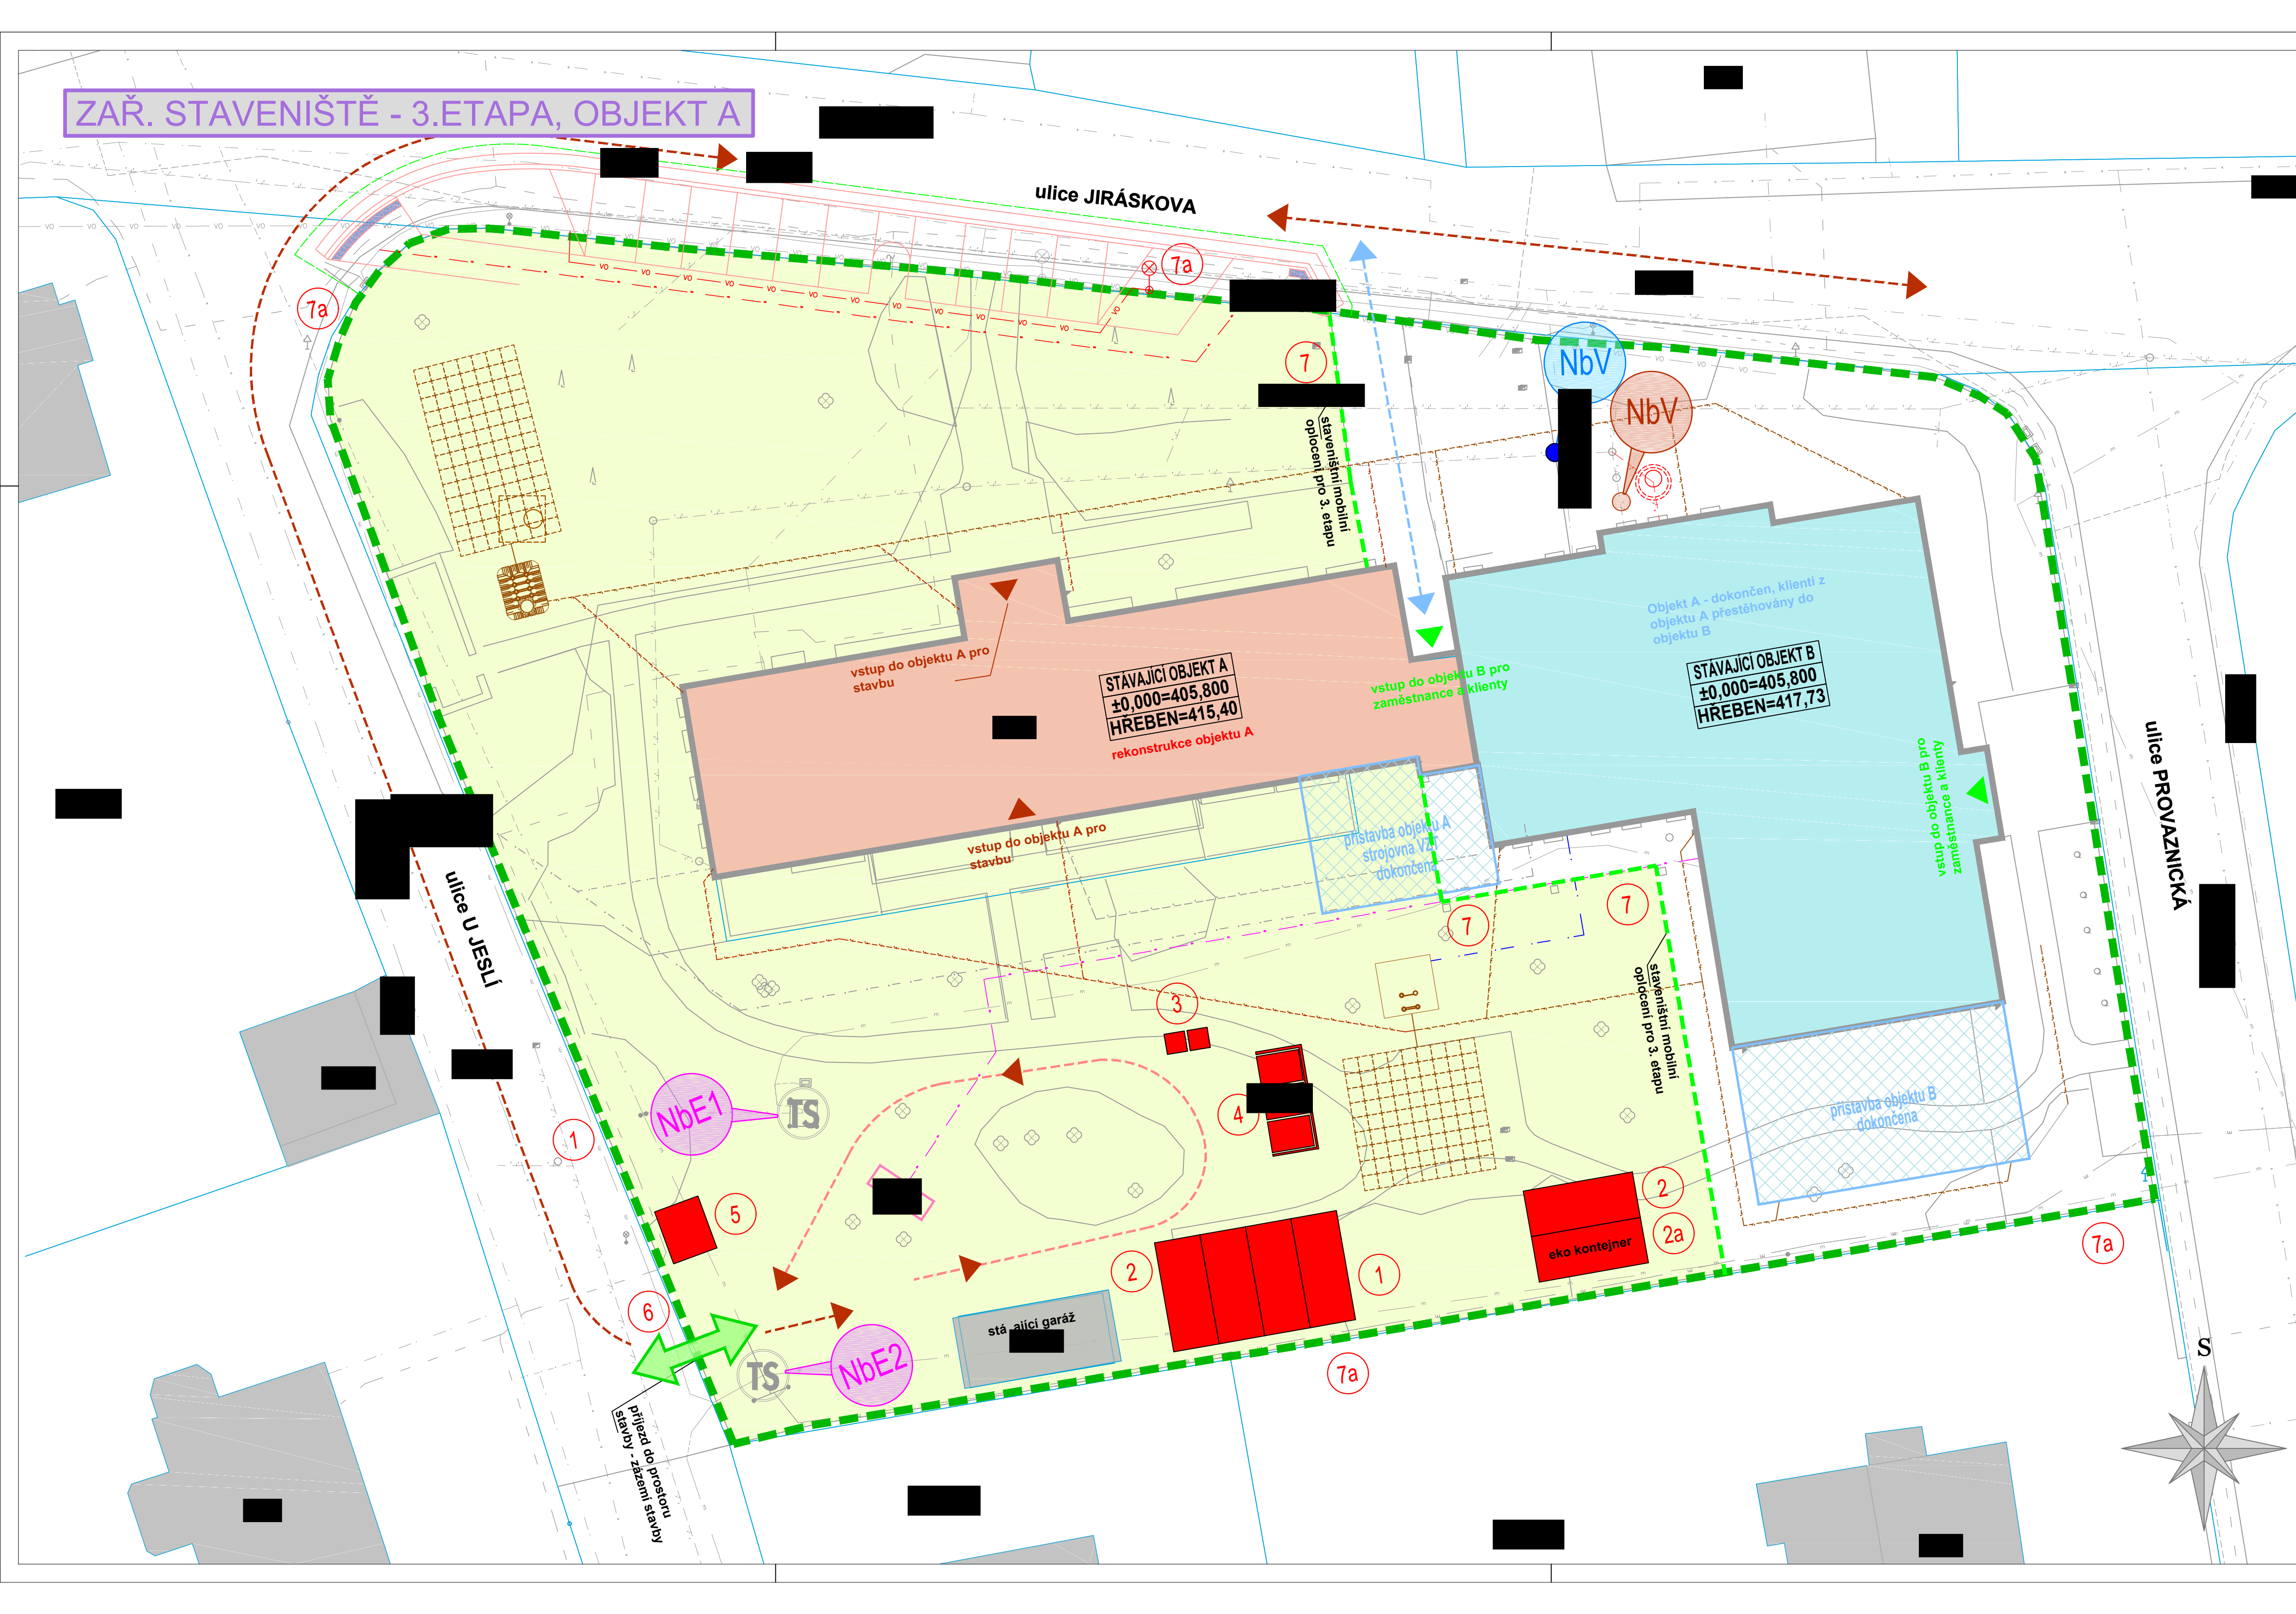 ZAŘ. STAVENIŠTĚ - 3.ETAPA, OBJEKT A
ulice JIRÁSKOVA
7a
7a
7
NbV
NbV
staveništní mobilní
oplocení pro 3. etapu
Objekt A - dokončen, klienti z
objektu A přestěhovány do
objektu B
vstup do objektu A pro
stavbu
STÁVAJÍCÍ OBJEKT A
±0,000=405,800
HŘEBEN=415,40
rekonstrukce objektu A
vstup do objektu B pro
zaměstnance a klienty
STÁVAJÍCÍ OBJEKT B
±0,000=405,800
HŘEBEN=417,73
vstup do objektu B pro
zaměstnance a klienty
ulice PROVAZNICKÁ
vstup do objektu A pro
stavbu
přístavba objektu A
strojovna VZT
dokončena
ulice U JESLÍ
7
7
staveništní mobilní
oplocení pro 3. etapu
3
4
NbE1
TS
1
přístavba objektu B
dokončena
5
2
2a
eko kontejner
7a
2
1
6
stá ající garáž
TS
NbE2
7a
příjezd do prostoru
stavby - zázemí stavby
S